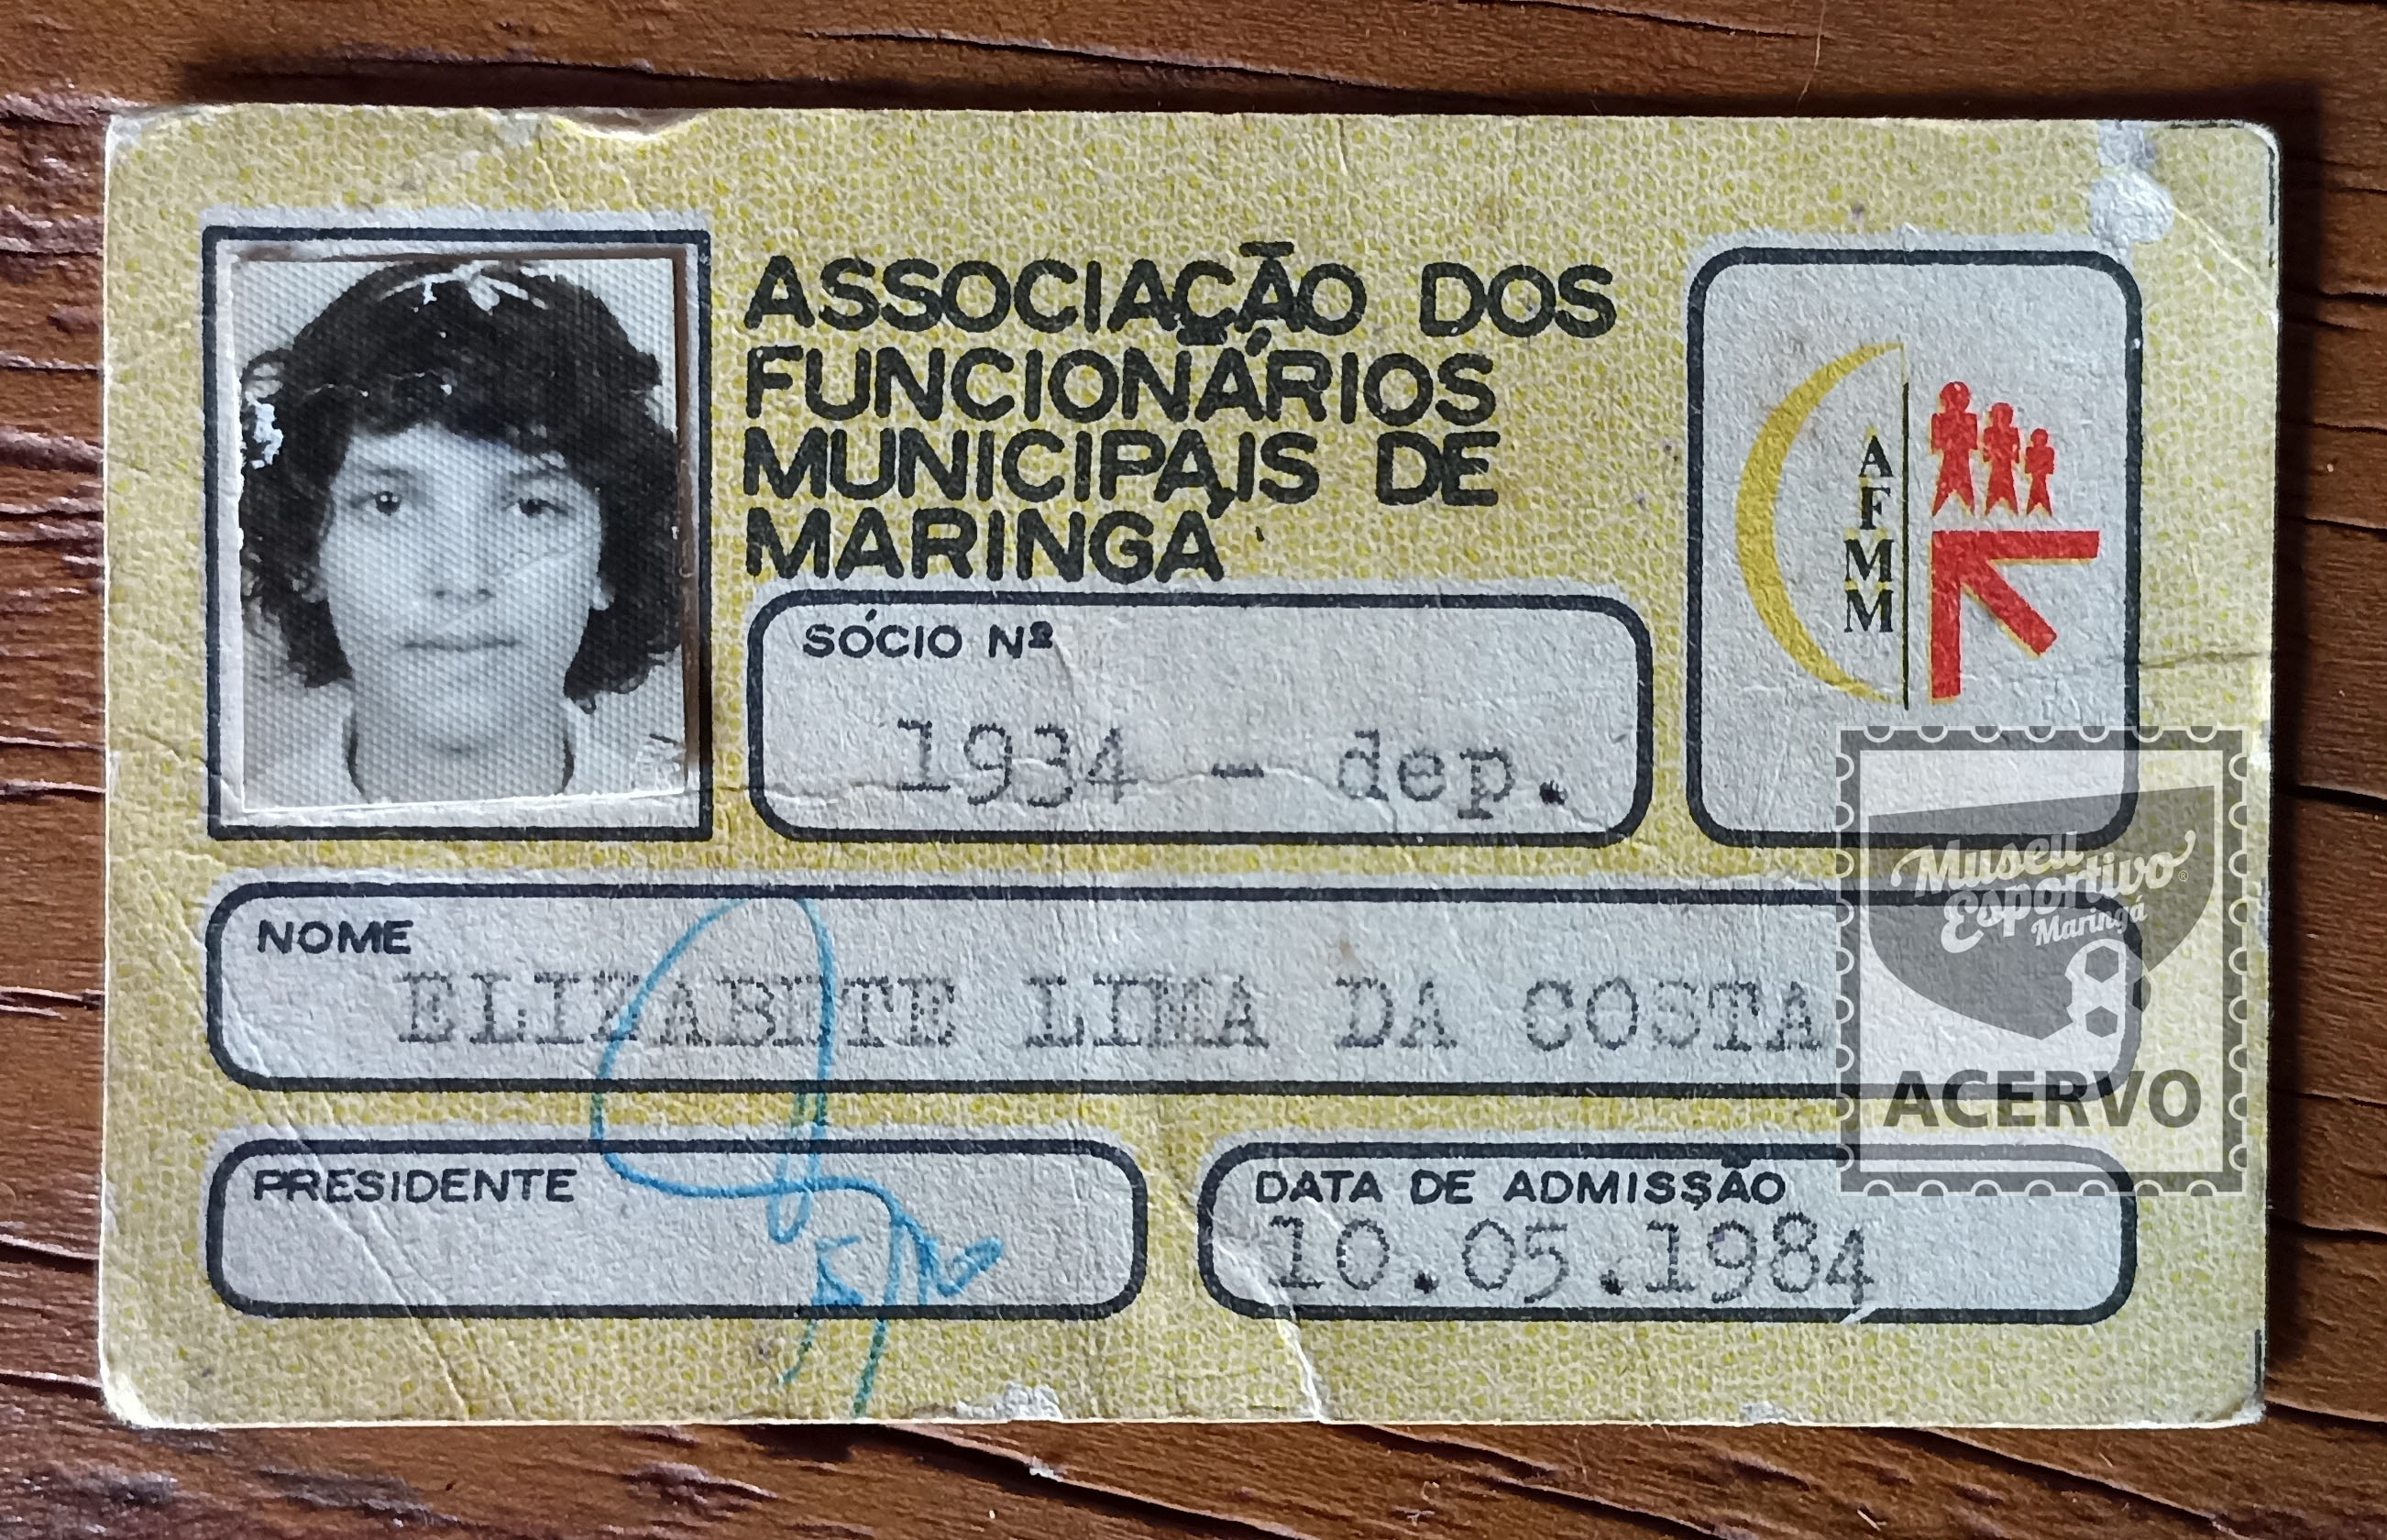 ASSOCIAÇÃO DOS
FUNCIONÁRIOS
MUNICIPAIS DE
MARINGÁ
AFMM
SÓCIO Nº
1934 - dep.
NOME
ELIZABETE LIMA DA COSTA
PRESIDENTE
DATA DE ADMISSÃO
10.05.1984
Museu
Esportivo®
Maringá
ACERVO